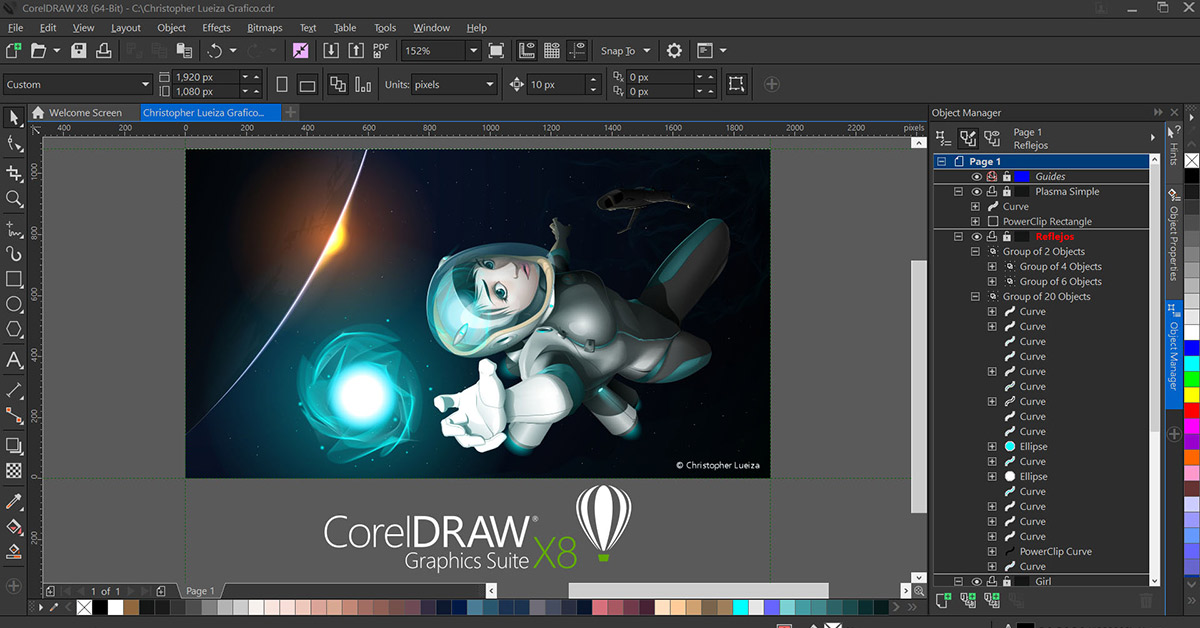 CorelDRAW X8 (64-Bit) - C:\Christopher Lueiza Grafico.cdr
File Edit View Layout Object Effects Bitmaps Text Table Tools Window Help
PDF 152% Snap To
Custom 1,920 px 1,080 px Units: pixels 10 px 0 px 0 px
Welcome Screen Christopher Lueiza Grafico...
400 200 0 200 400 600 800 1000 1200 1400 1600 1800 2000 2200 pixels
1000
800
600
400
200
0
200
© Christopher Lueiza
CorelDRAW®
Graphics Suite X8
1 of 1 Page 1
Object Manager
Page 1
Reflejos
Page 1
Guides
Plasma Simple
Curve
PowerClip Rectangle
Reflejos
Group of 2 Objects
Group of 4 Objects
Group of 6 Objects
Group of 20 Objects
Curve
Curve
Curve
Curve
Curve
Curve
Curve
Curve
Curve
Ellipse
Curve
Ellipse
Curve
Curve
Curve
Curve
PowerClip Curve
Curve
Girl
Hints
Object Properties
Object Manager